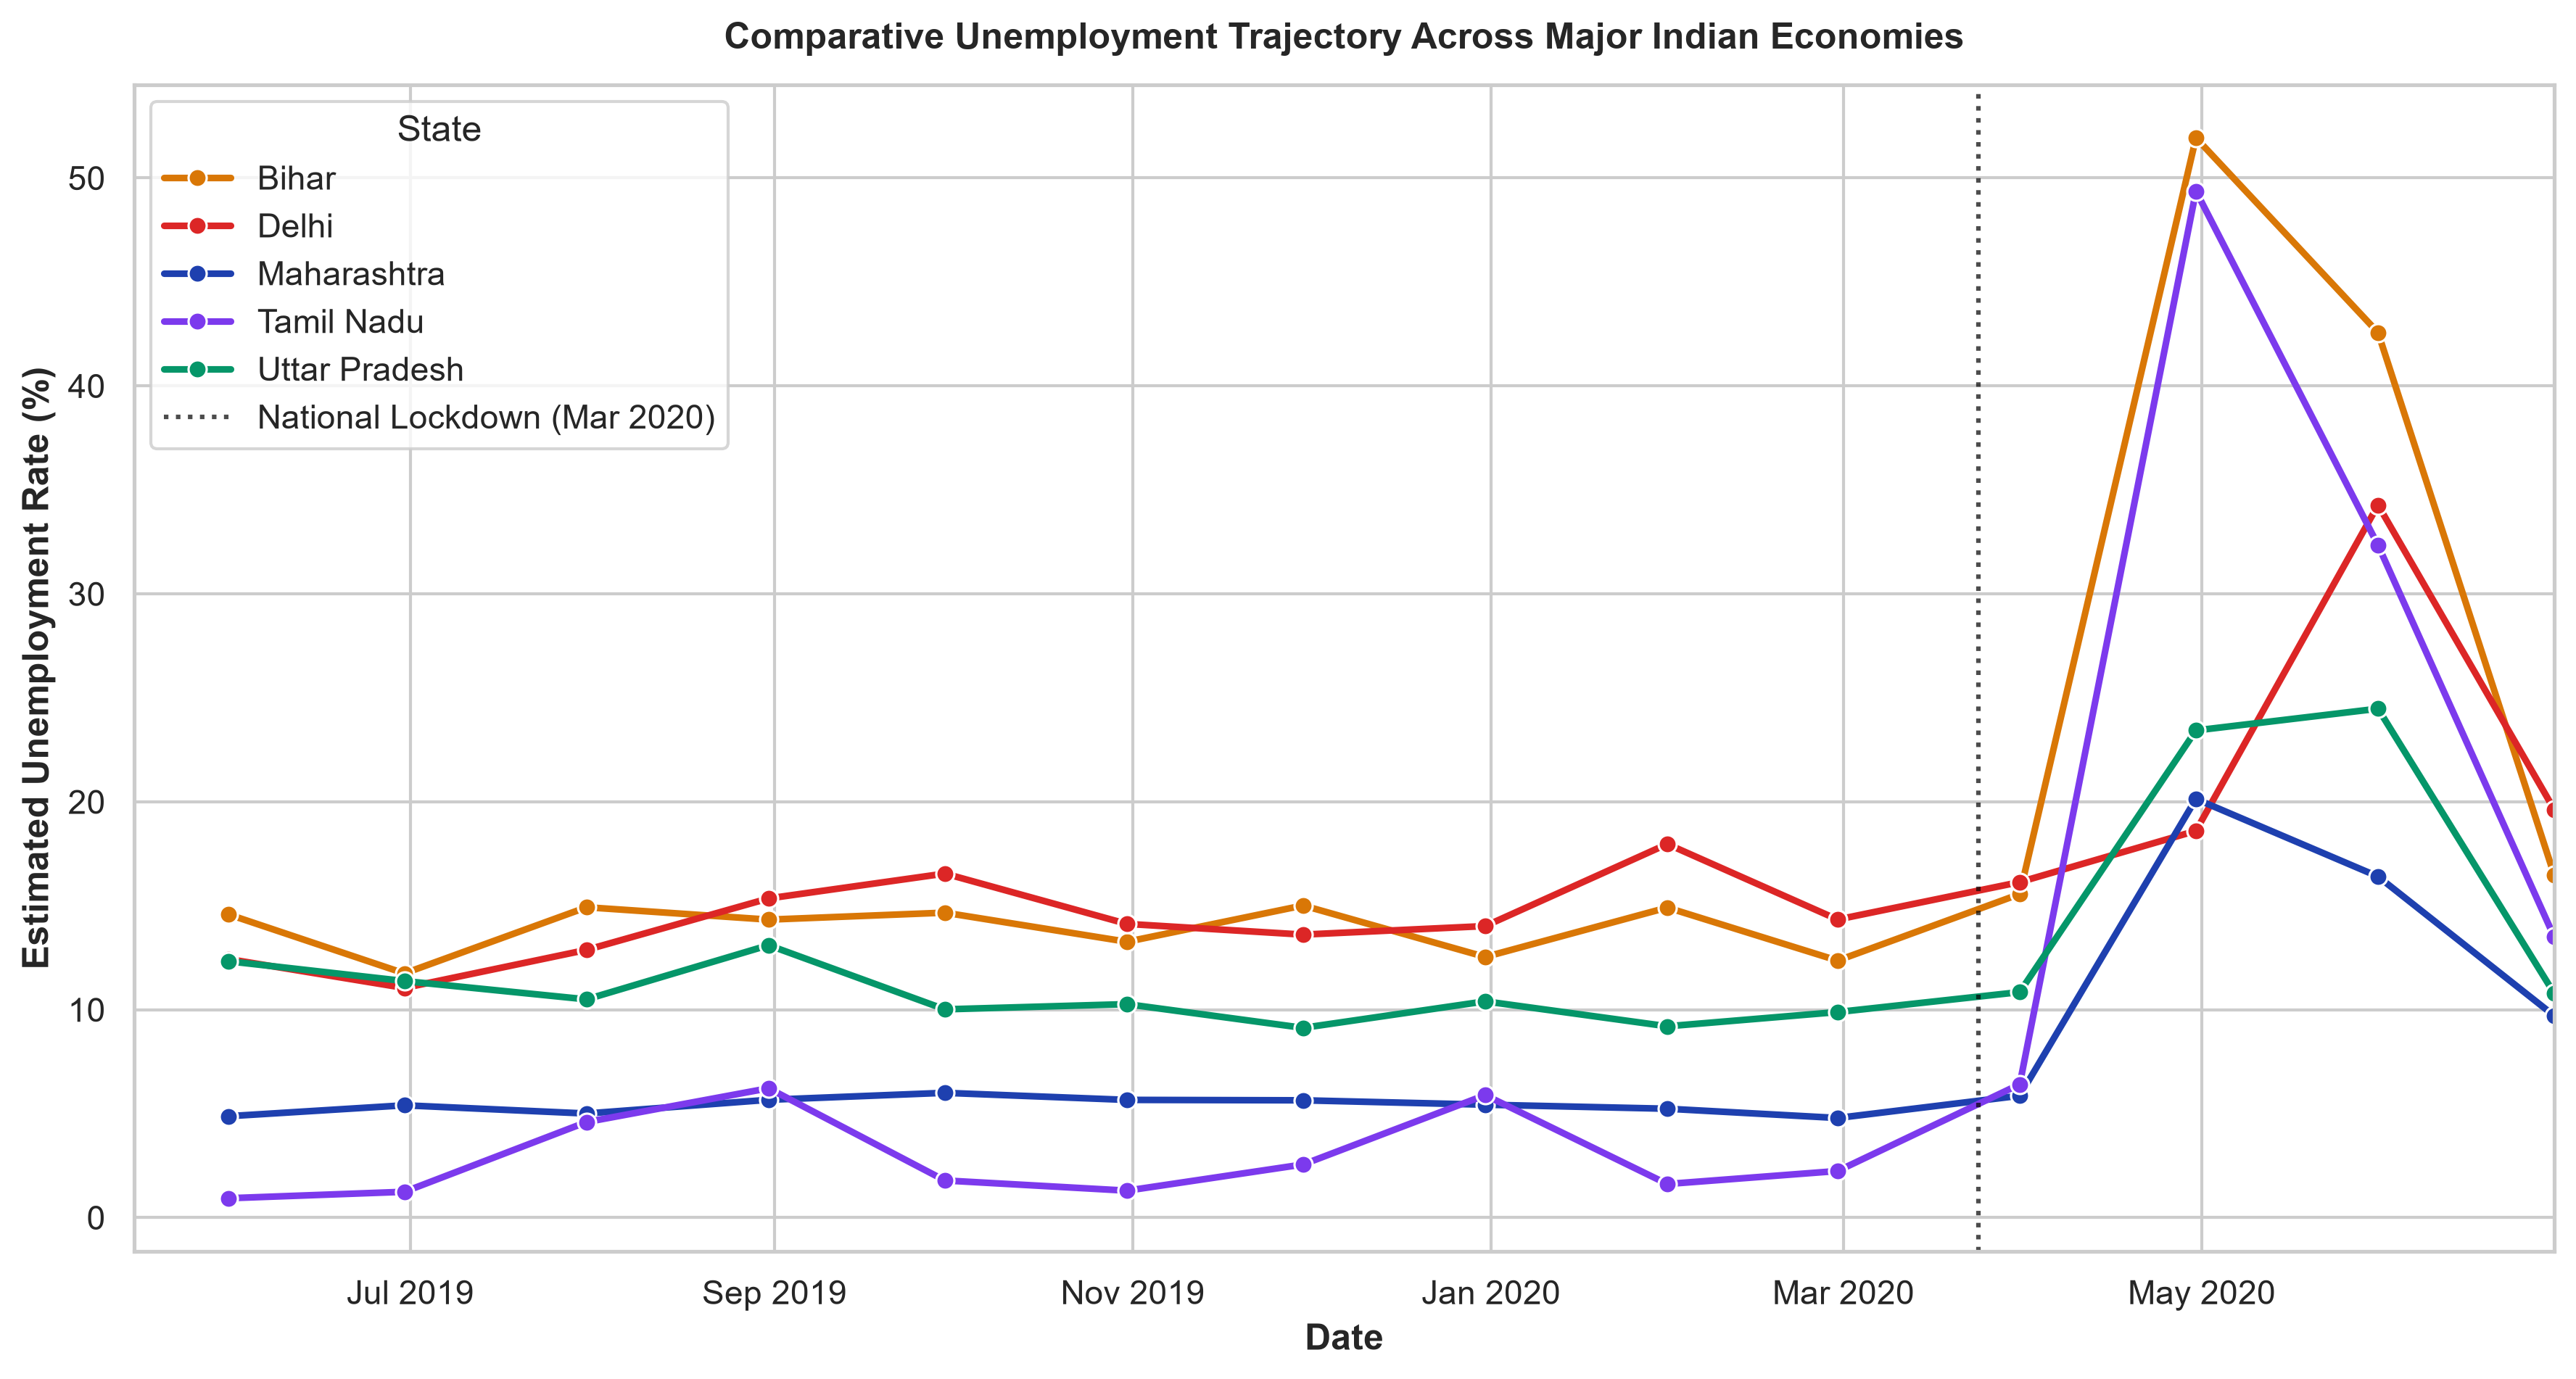 Comparative Unemployment Trajectory Across Major Indian Economies
State
Bihar
Delhi
Maharashtra
Tamil Nadu
Uttar Pradesh
National Lockdown (Mar 2020)
Estimated Unemployment Rate (%)
50
40
30
20
10
0
Jul 2019 Sep 2019 Nov 2019 Jan 2020 Mar 2020 May 2020
Date